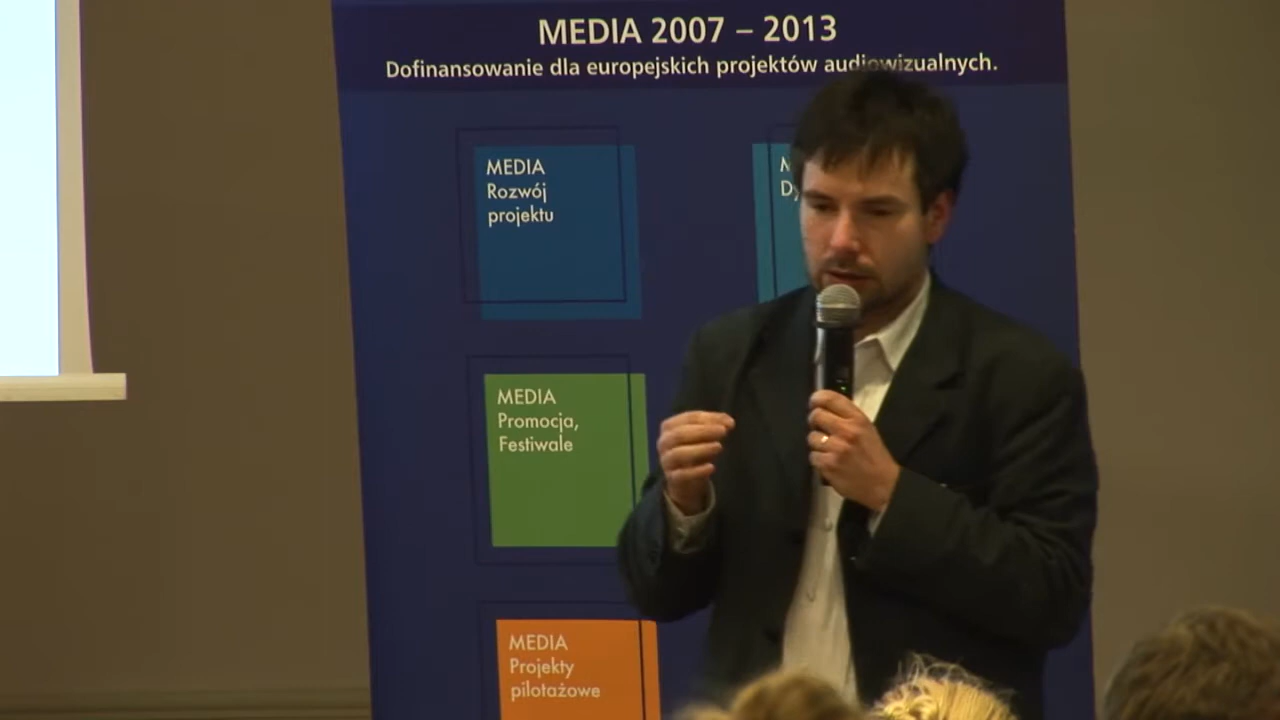 MEDIA 2007 – 2013
Dofinansowanie dla europejskich projektów audiowizualnych.
MEDIA
Rozwój
projektu
MEDIA
Promocja,
Festiwale
MEDIA
Projekty
pilotażowe